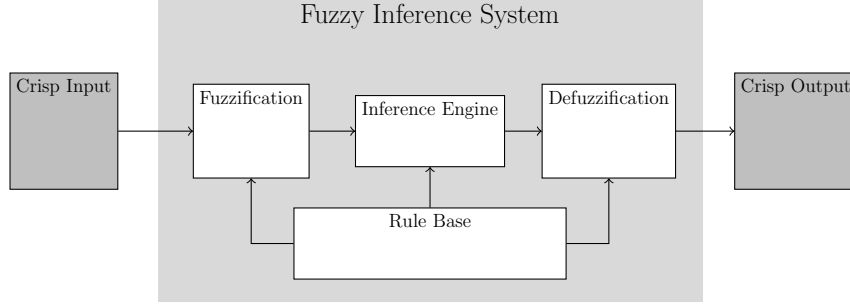 Fuzzy Inference System
Crisp Input
Fuzzification
Inference Engine
Defuzzification
Crisp Output
Rule Base